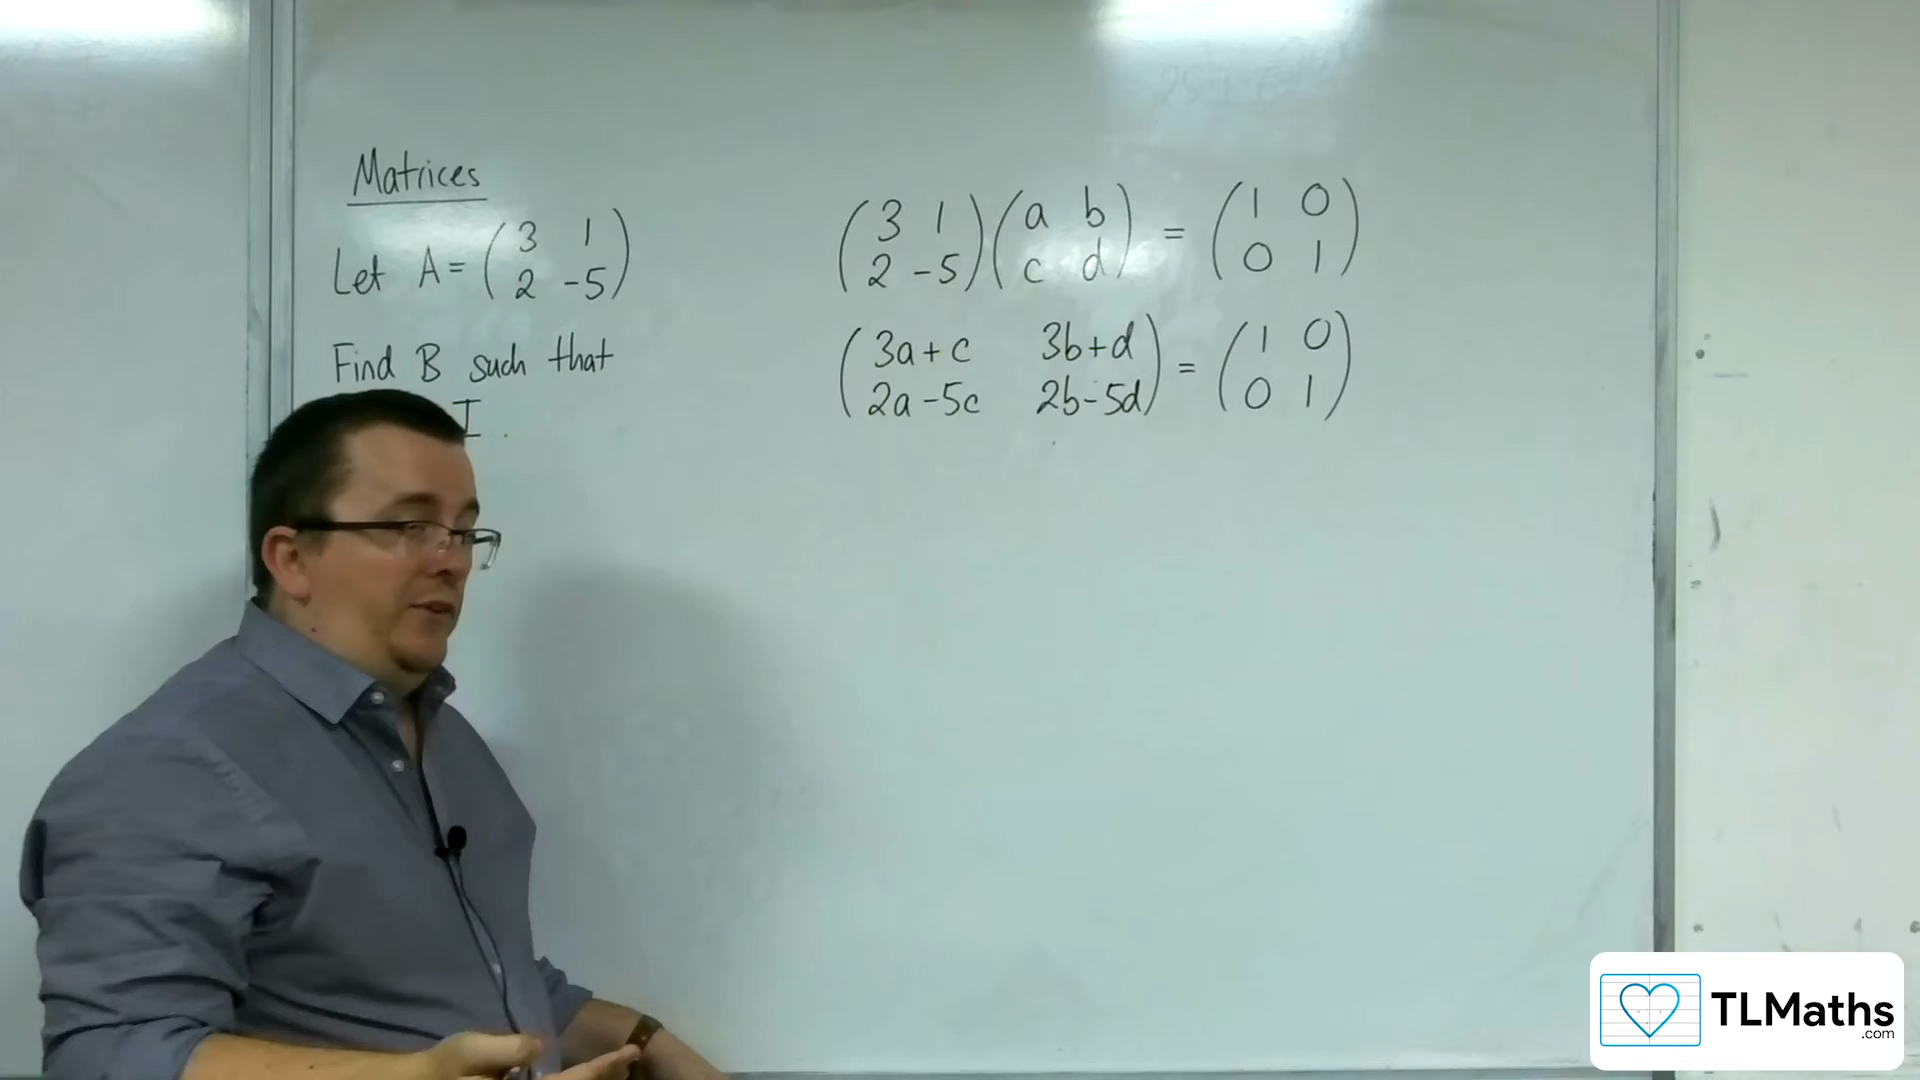 Matrices
Let A = ( 3 1
2 -5 )
Find B such that
I.
( 3 1
2 -5 ) ( a b
c d ) = ( 1 0
0 1 )
( 3a+c 3b+d
2a-5c 2b-5d ) = ( 1 0
0 1 )
TLMaths
.com